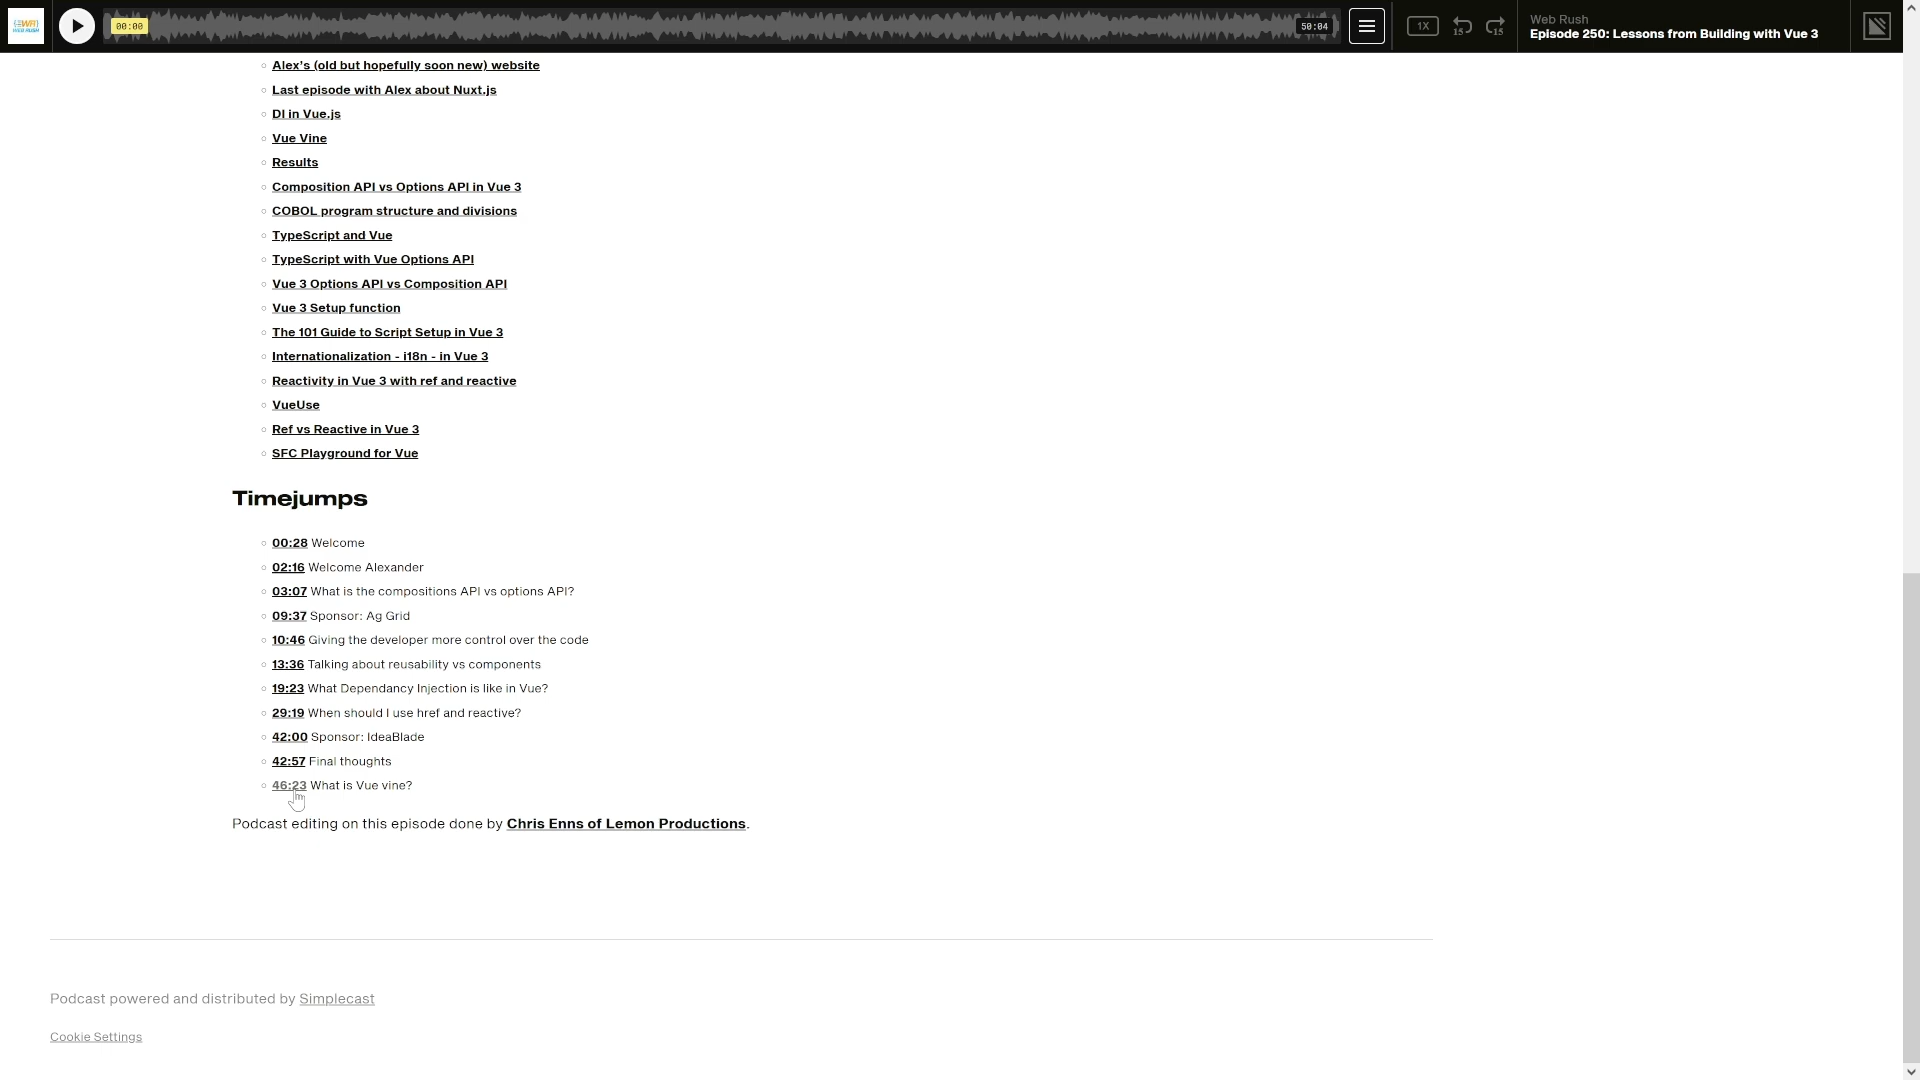 WEB RUSH
00:00
50:04
1X
15
15
Web Rush
Episode 250: Lessons from Building with Vue 3
Alex's (old but hopefully soon new) website
Last episode with Alex about Nuxt.js
DI in Vue.js
Vue Vine
Results
Composition API vs Options API in Vue 3
COBOL program structure and divisions
TypeScript and Vue
TypeScript with Vue Options API
Vue 3 Options API vs Composition API
Vue 3 Setup function
The 101 Guide to Script Setup in Vue 3
Internationalization - i18n - in Vue 3
Reactivity in Vue 3 with ref and reactive
VueUse
Ref vs Reactive in Vue 3
SFC Playground for Vue
Timejumps
00:28 Welcome
02:16 Welcome Alexander
03:07 What is the compositions API vs options API?
09:37 Sponsor: Ag Grid
10:46 Giving the developer more control over the code
13:36 Talking about reusability vs components
19:23 What Dependancy Injection is like in Vue?
29:19 When should I use href and reactive?
42:00 Sponsor: IdeaBlade
42:57 Final thoughts
46:23 What is Vue vine?
Podcast editing on this episode done by Chris Enns of Lemon Productions.
Podcast powered and distributed by Simplecast
Cookie Settings